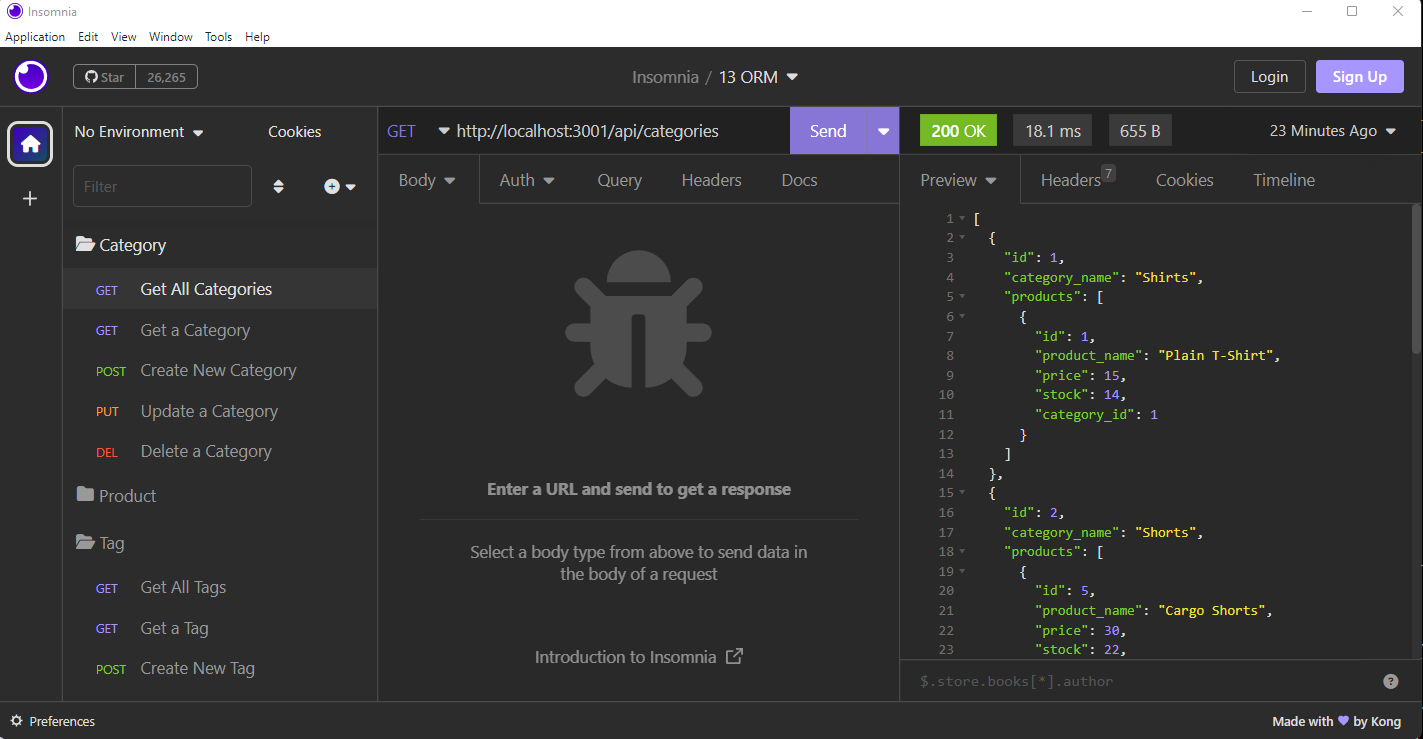 Insomnia
Application Edit View Window Tools Help
Star 26,265
Insomnia / 13 ORM
Login Sign Up
No Environment Cookies
Filter
Category
GET Get All Categories
GET Get a Category
POST Create New Category
PUT Update a Category
DEL Delete a Category
Product
Tag
GET Get All Tags
GET Get a Tag
POST Create New Tag
GET http://localhost:3001/api/categories Send
Body Auth Query Headers Docs
Enter a URL and send to get a response
Select a body type from above to send data in
the body of a request
Introduction to Insomnia
200 OK 18.1 ms 655 B 23 Minutes Ago
Preview Headers 7 Cookies Timeline
1 [
2 {
3 "id": 1,
4 "category_name": "Shirts",
5 "products": [
6 {
7 "id": 1,
8 "product_name": "Plain T-Shirt",
9 "price": 15,
10 "stock": 14,
11 "category_id": 1
12 }
13 ]
14 },
15 {
16 "id": 2,
17 "category_name": "Shorts",
18 "products": [
19 {
20 "id": 5,
21 "product_name": "Cargo Shorts",
22 "price": 30,
23 "stock": 22,
$.store.books[*].author ?
Preferences
Made with 💜 by Kong